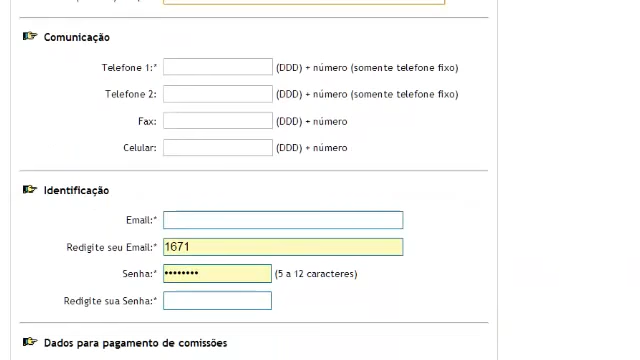 Comunicação
Telefone 1:* (DDD) + número (somente telefone fixo)
Telefone 2: (DDD) + número (somente telefone fixo)
Fax: (DDD) + número
Celular: (DDD) + número
Identificação
Email:*
Redigite seu Email:* 1671
Senha:* •••••••• (5 a 12 caracteres)
Redigite sua Senha:*
Dados para pagamento de comissões